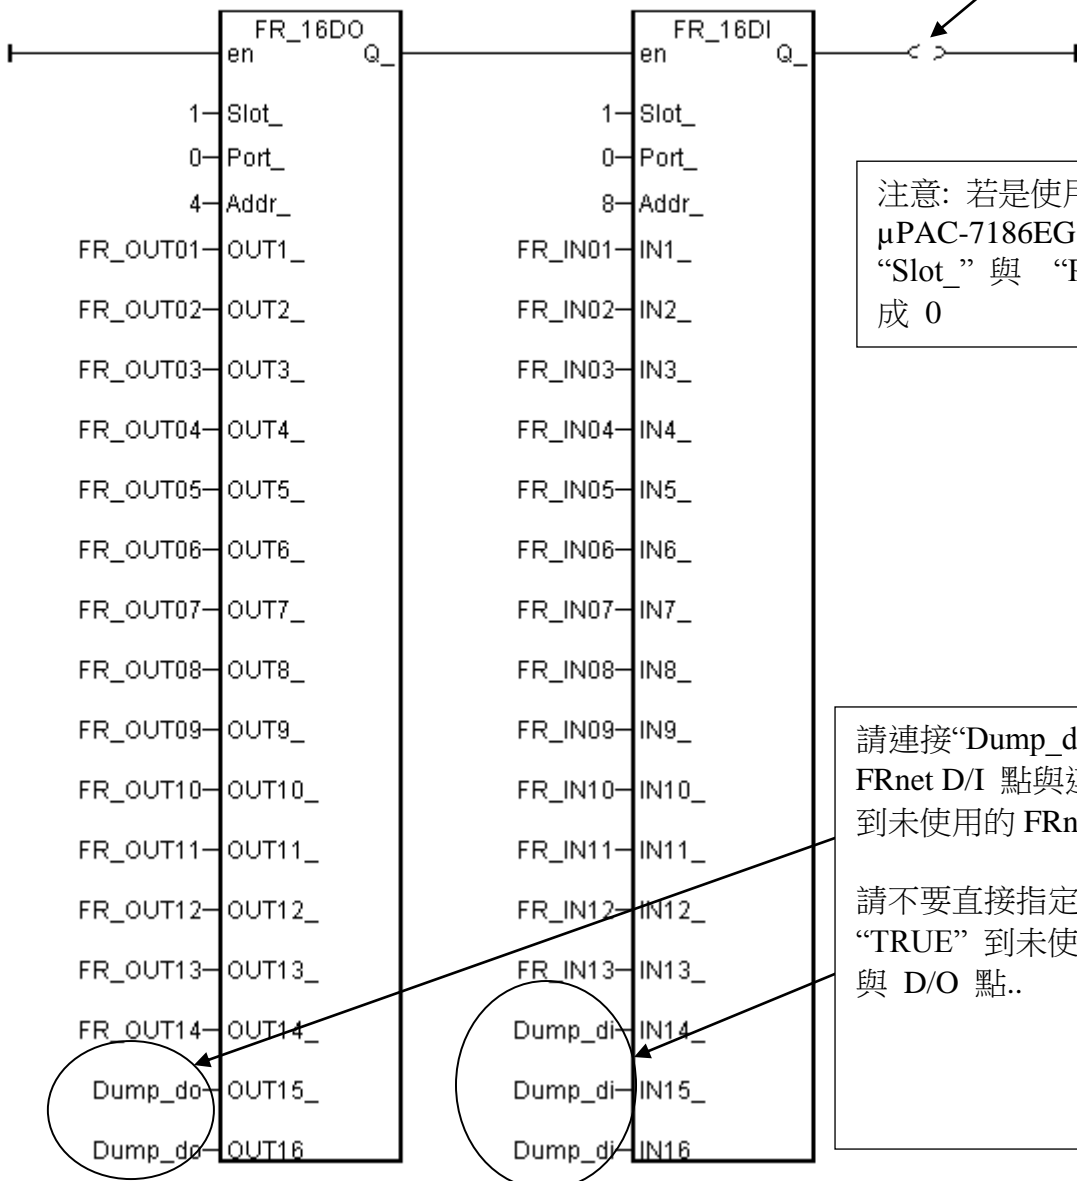 FR_16DO
en Q_
1 Slot_
0 Port_
4 Addr_
FR_OUT01 OUT1_
FR_OUT02 OUT2_
FR_OUT03 OUT3_
FR_OUT04 OUT4_
FR_OUT05 OUT5_
FR_OUT06 OUT6_
FR_OUT07 OUT7_
FR_OUT08 OUT8_
FR_OUT09 OUT9_
FR_OUT10 OUT10_
FR_OUT11 OUT11_
FR_OUT12 OUT12_
FR_OUT13 OUT13_
FR_OUT14 OUT14_
Dump_do OUT15_
Dump_do OUT16
FR_16DI
en Q_
1 Slot_
0 Port_
8 Addr_
FR_IN01 IN1_
FR_IN02 IN2_
FR_IN03 IN3_
FR_IN04 IN4_
FR_IN05 IN5_
FR_IN06 IN6_
FR_IN07 IN7_
FR_IN08 IN8_
FR_IN09 IN9_
FR_IN10 IN10_
FR_IN11 IN11_
FR_IN12 IN12_
FR_IN13 IN13_
Dump_di IN14_
Dump_di IN15_
Dump_di IN16
注意: 若是使
µPAC-7186EG
“Slot_” 與 “
成 0
請連接“Dump_d
FRnet D/I 點與
到未使用的 FRn
請不要直接指定
“TRUE” 到未使
與 D/O 點..